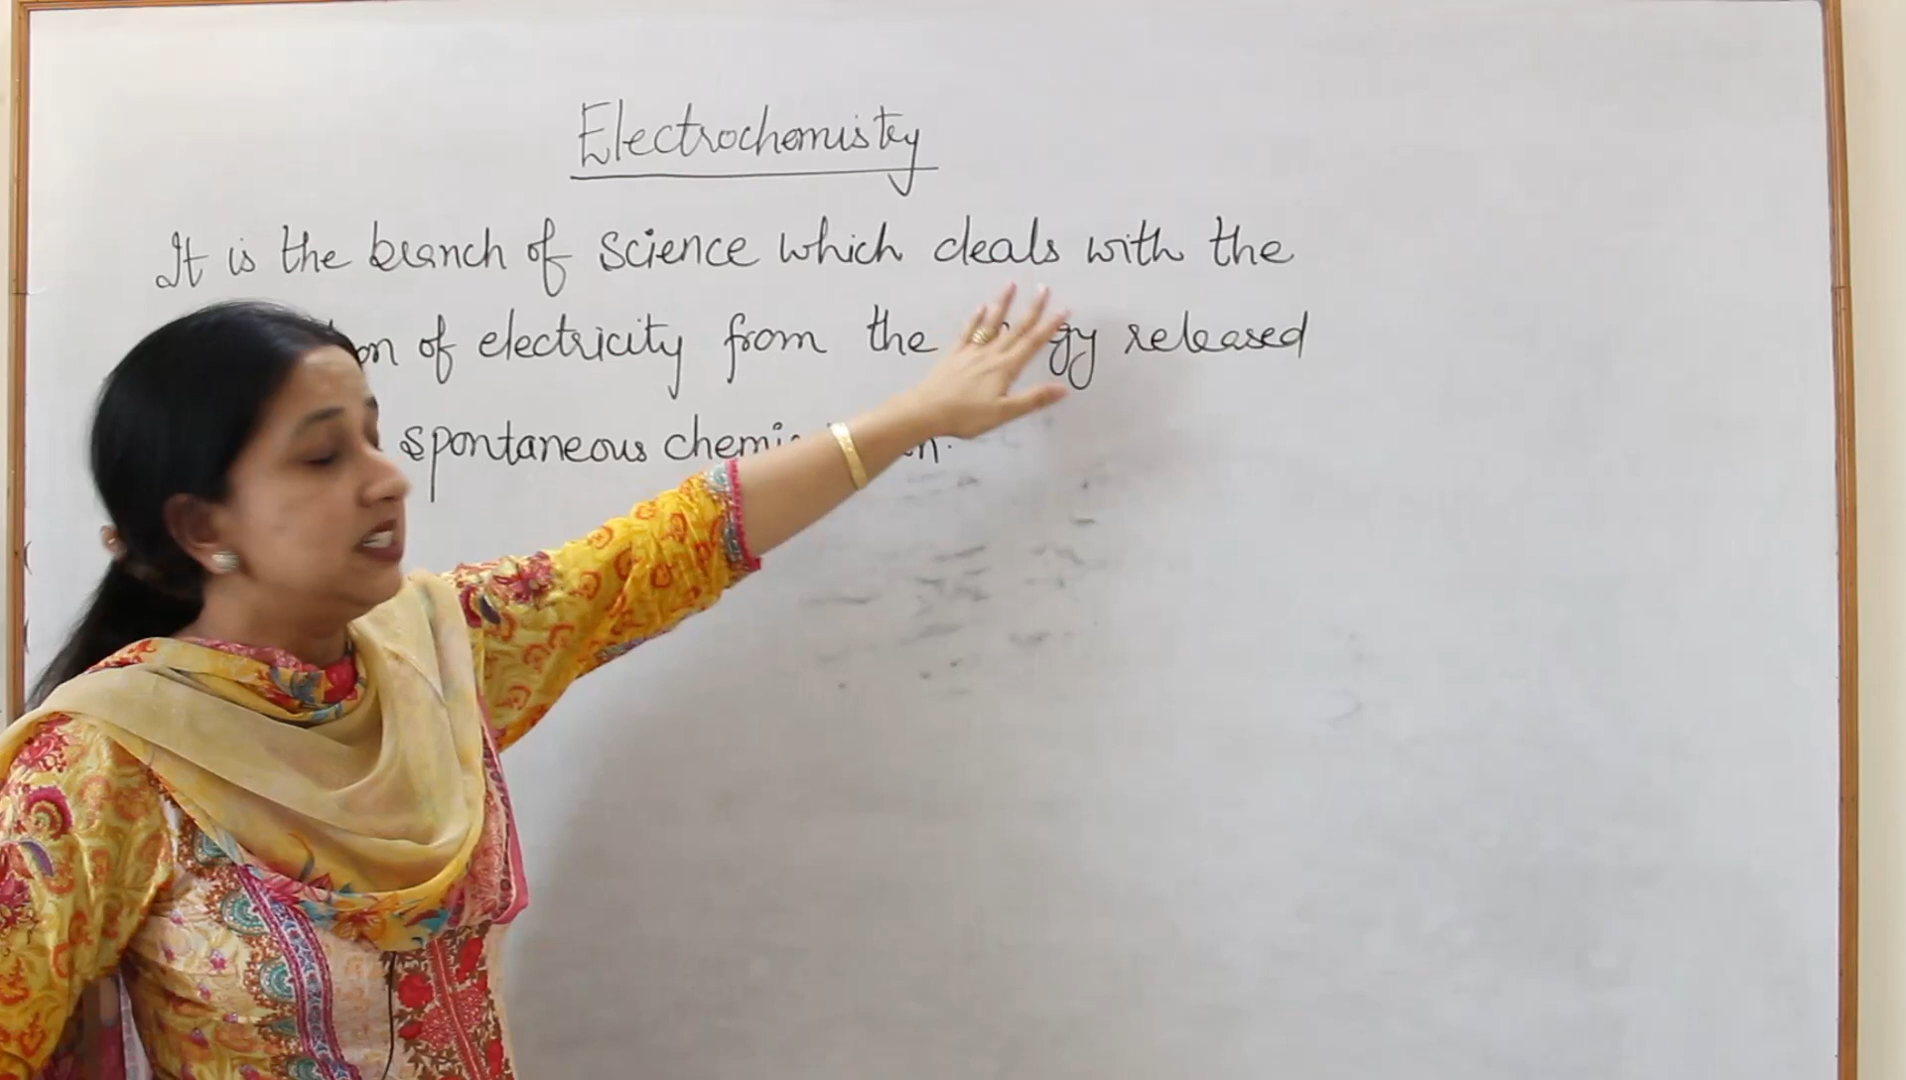 Electrochemistry
It is the branch of science which deals with the
of electricity from the released
spontaneous